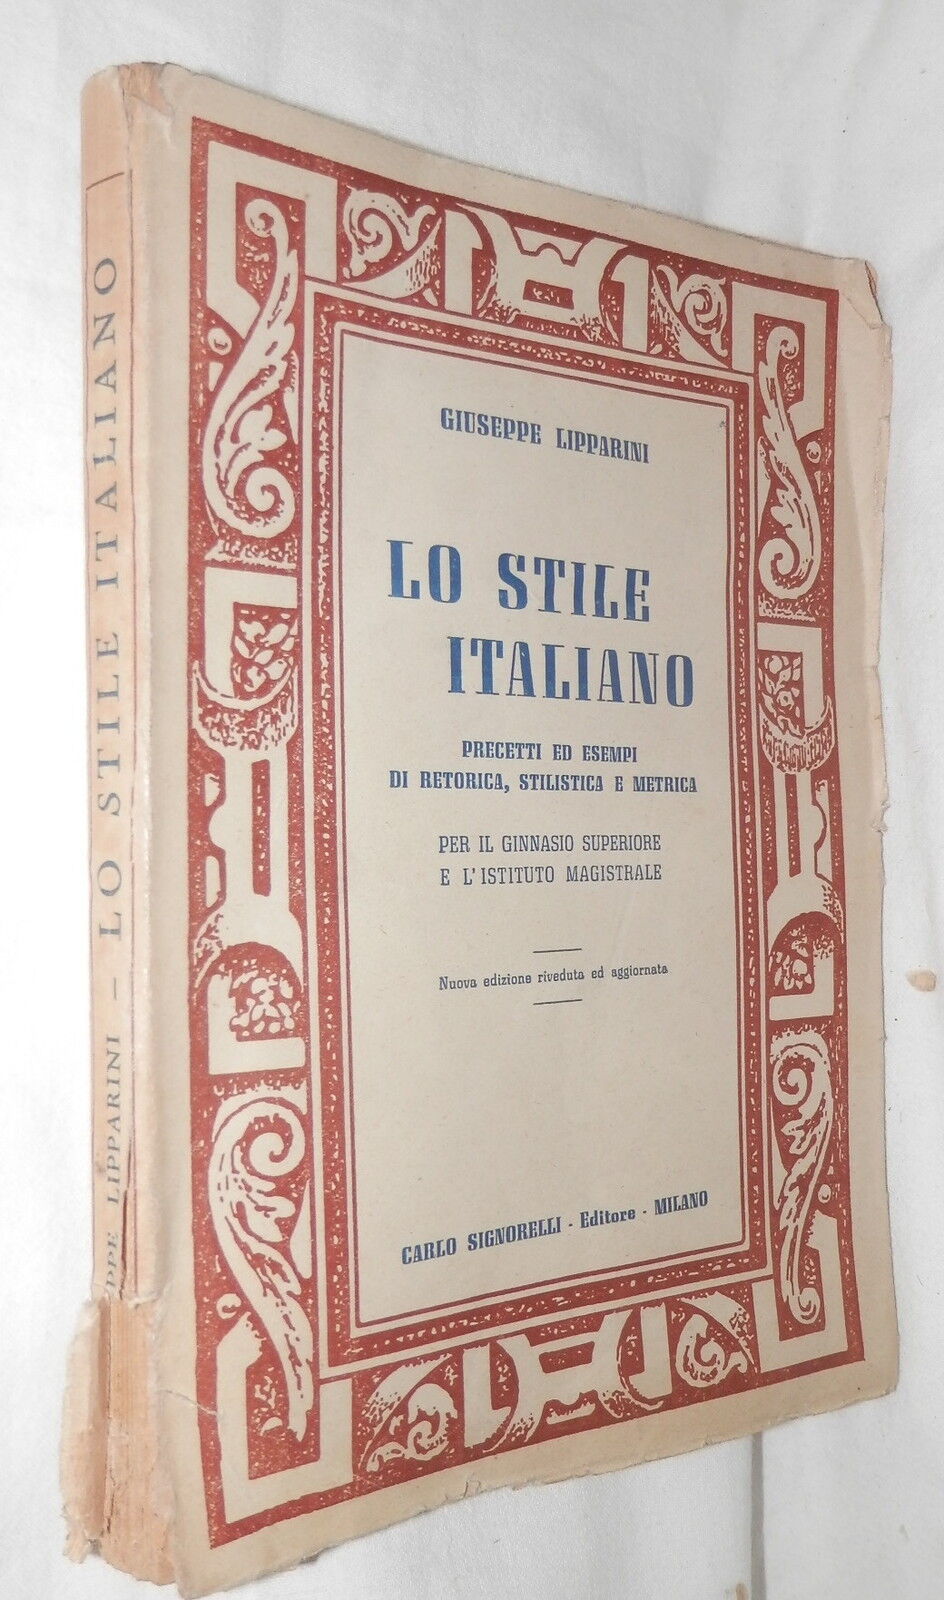 GIUSEPPE LIPPARINI
LO STILE
ITALIANO
PRECETTI ED ESEMPI
DI RETORICA, STILISTICA E METRICA
PER IL GINNASIO SUPERIORE
E L'ISTITUTO MAGISTRALE
Nuova edizione riveduta ed aggiornata
CARLO SIGNORELLI - Editore - MILANO
PPE LIPPARINI – LO STILE ITALIANO